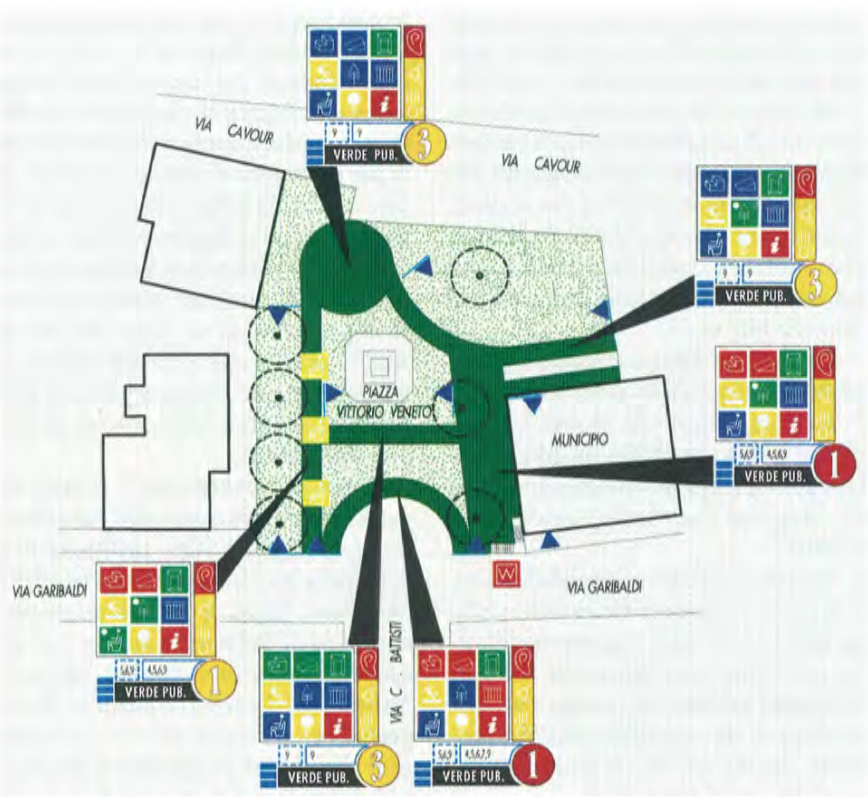 9 9 3
VERDE PUB.
VIA CAVOUR
VIA CAVOUR
9 9 3
VERDE PUB.
i
PIAZZA
VITTORIO VENETO
MUNICIPIO
5,6,9 4,5,6,9 1
VERDE PUB.
VIA GARIBALDI
W
VIA GARIBALDI
i
5,6,9 4,5,6,9 1
VERDE PUB.
VIA C BATTISTI
i
9 9 3
VERDE PUB.
i
5,6,9 4,5,6,7,9 1
VERDE PUB.